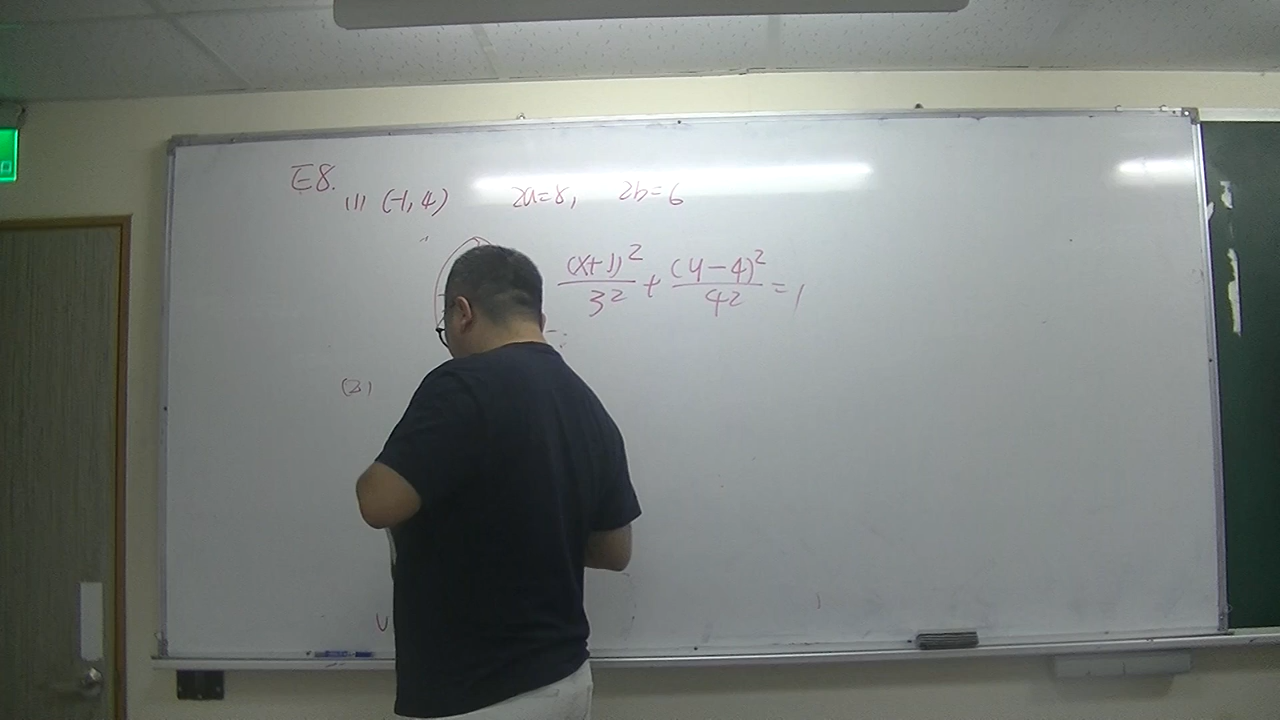 E8.
(1) (-1, 4) 2a=8, 2b=6
(x+1)²/3² + (y-4)²/4² = 1
(2)